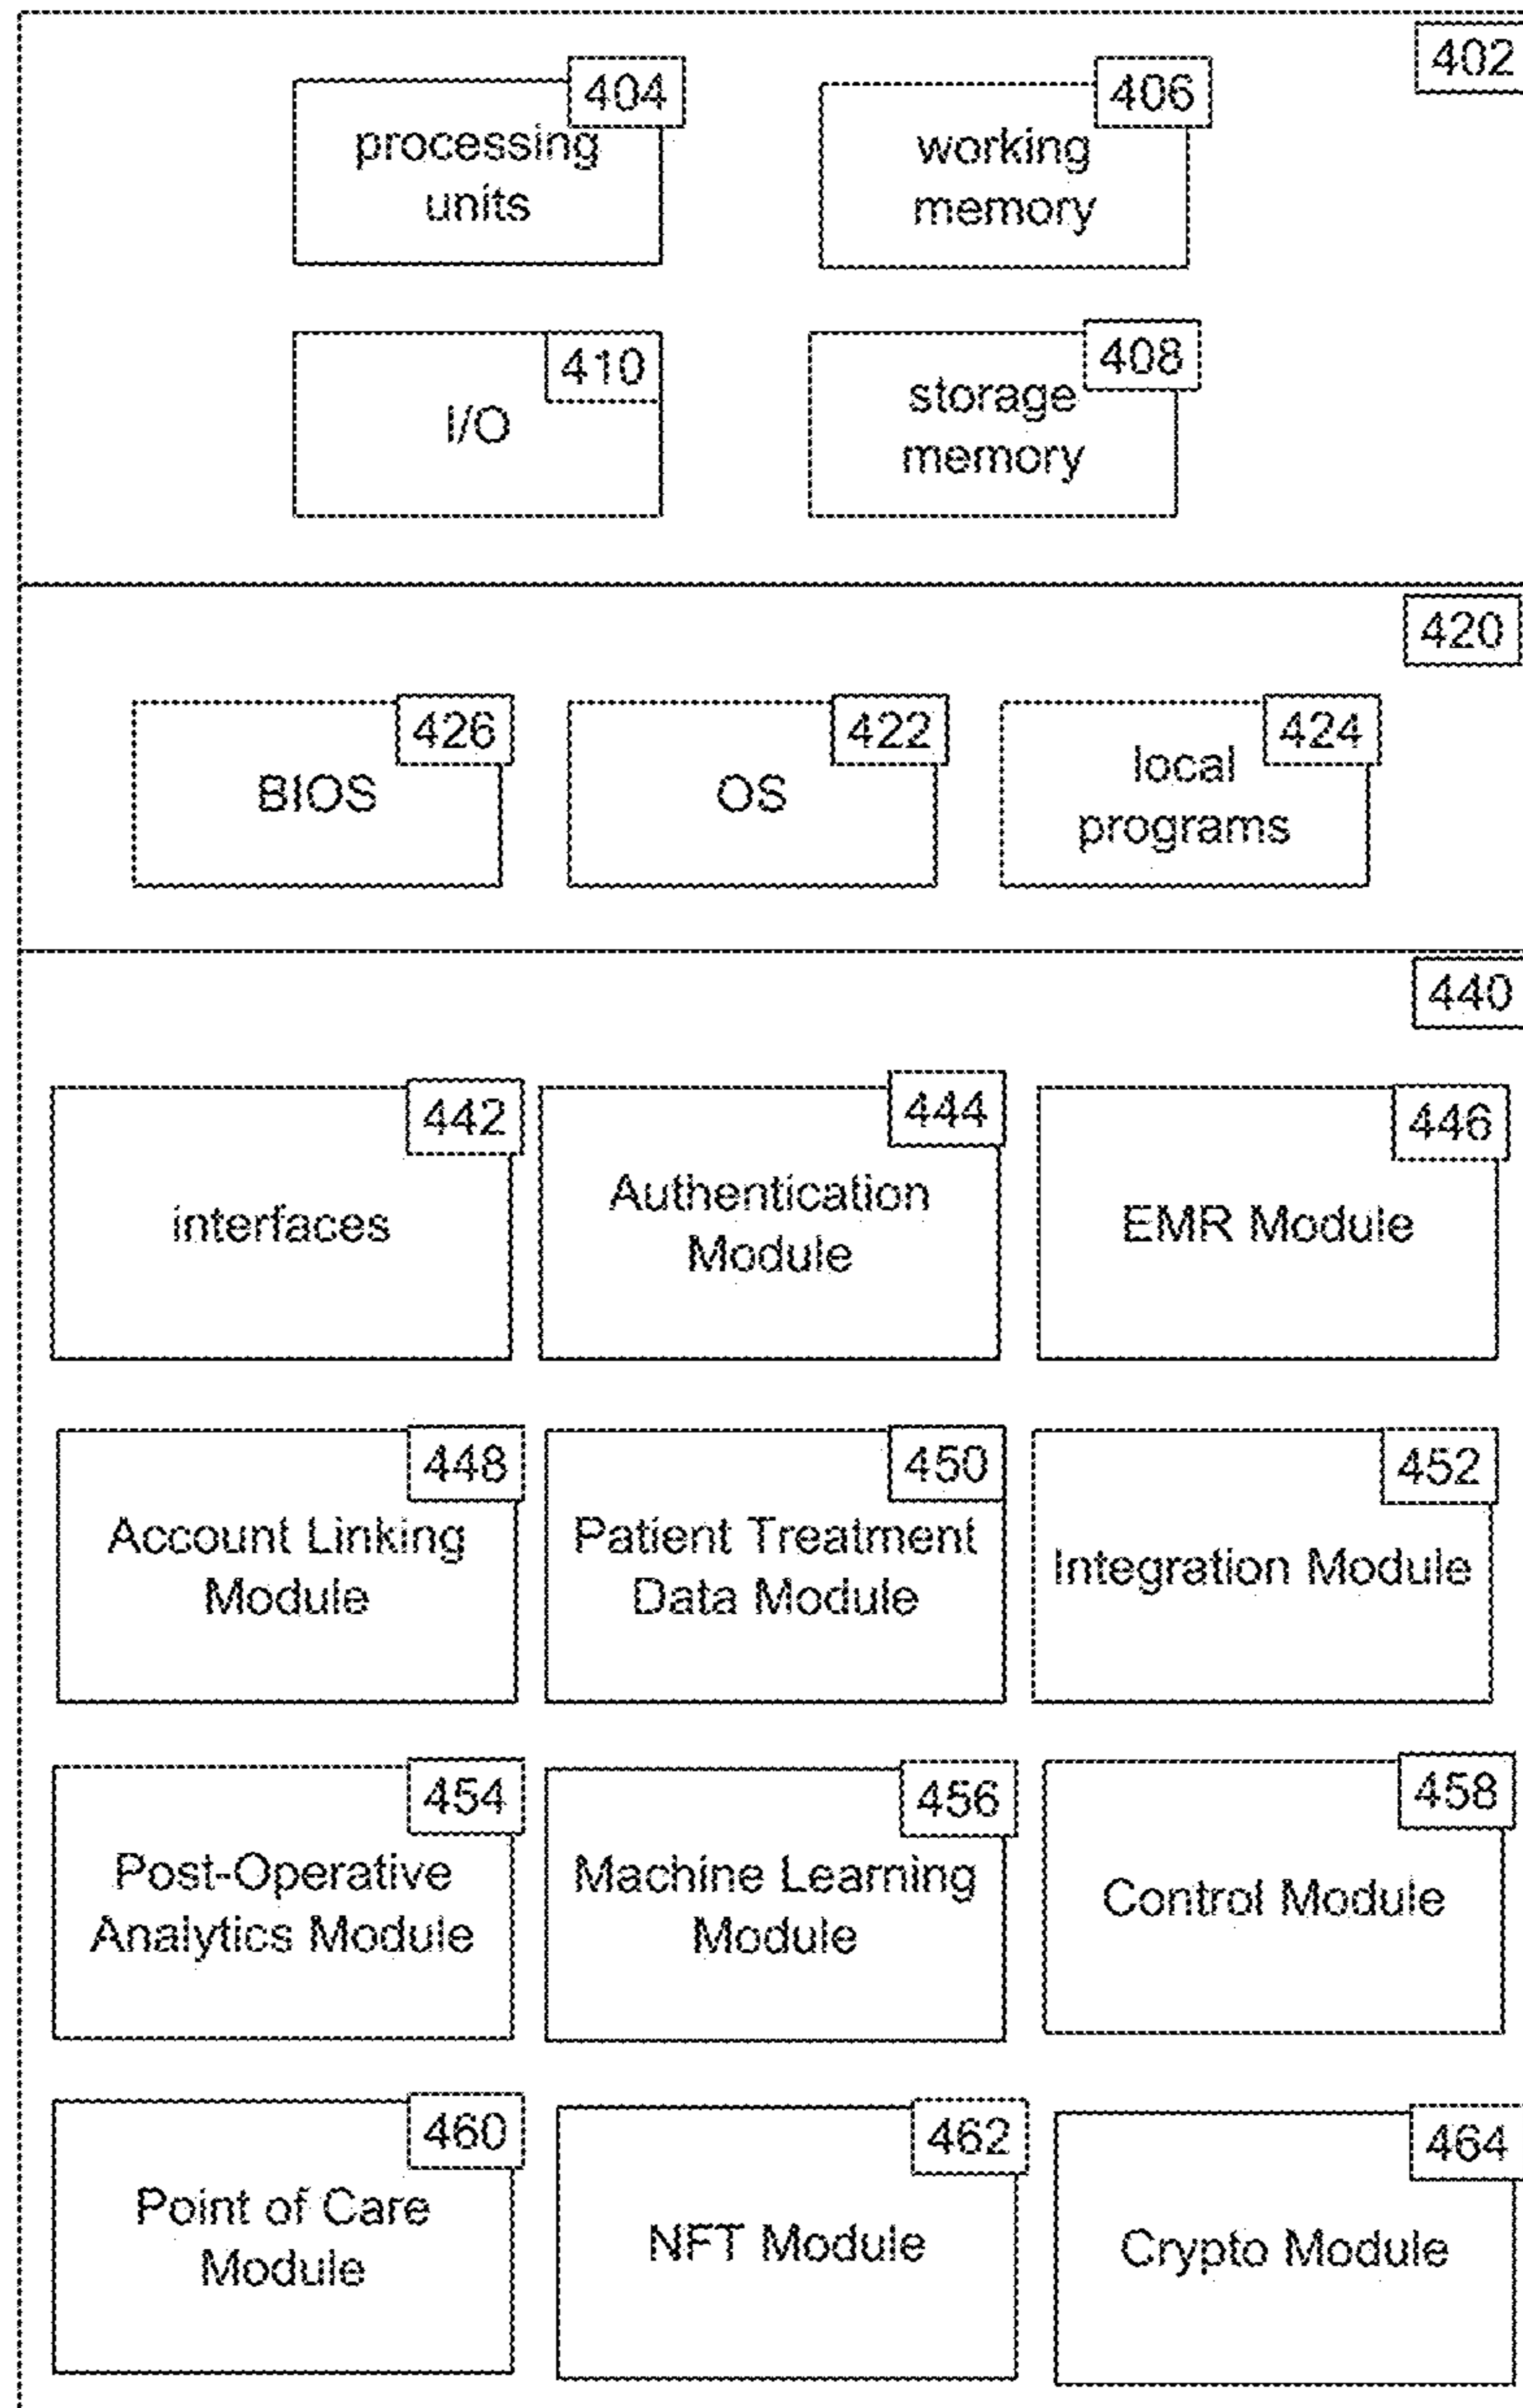 402
404
processing
units
406
working
memory
410
I/O
408
storage
memory
420
426
BIOS
422
OS
424
local
programs
440
442
interfaces
444
Authentication
Module
446
EMR Module
448
Account Linking
Module
450
Patient Treatment
Data Module
452
Integration Module
454
Post-Operative
Analytics Module
456
Machine Learning
Module
458
Control Module
460
Point of Care
Module
462
NFT Module
464
Crypto Module